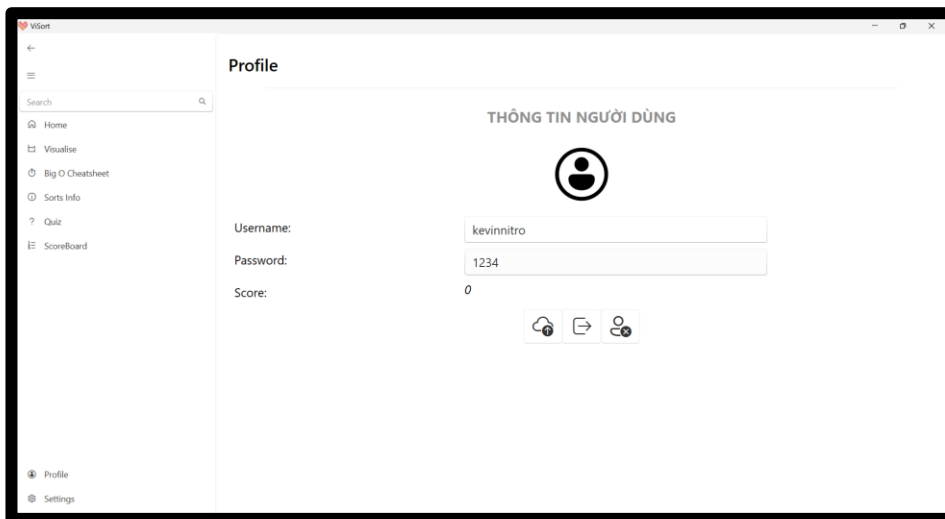 ViSort
Profile
Search
Home
Visualise
Big O Cheatsheet
Sorts Info
Quiz
ScoreBoard
THÔNG TIN NGƯỜI DÙNG
Username:
kevinnitro
Password:
1234
Score:
0
Profile
Settings